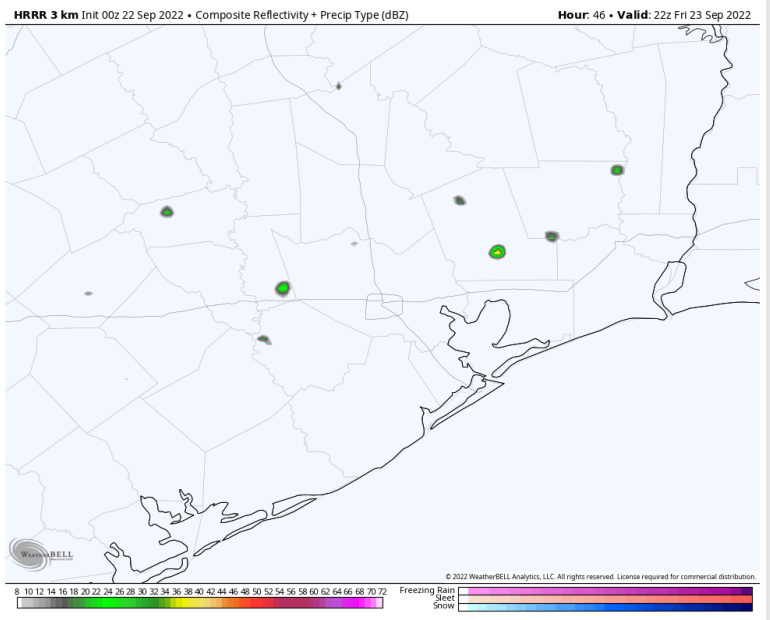 HRRR 3 km Init 00z 22 Sep 2022 • Composite Reflectivity + Precip Type (dBZ) Hour: 46 • Valid: 22z Fri 23 Sep 2022
WEATHERBELL
© 2022 WeatherBELL Analytics, LLC. All rights reserved. License required for commercial distribution.
8 10 12 14 16 18 20 22 24 26 28 30 32 34 36 38 40 42 44 46 48 50 52 54 56 58 60 62 64 66 68 70 72
Freezing Rain
Sleet
Snow